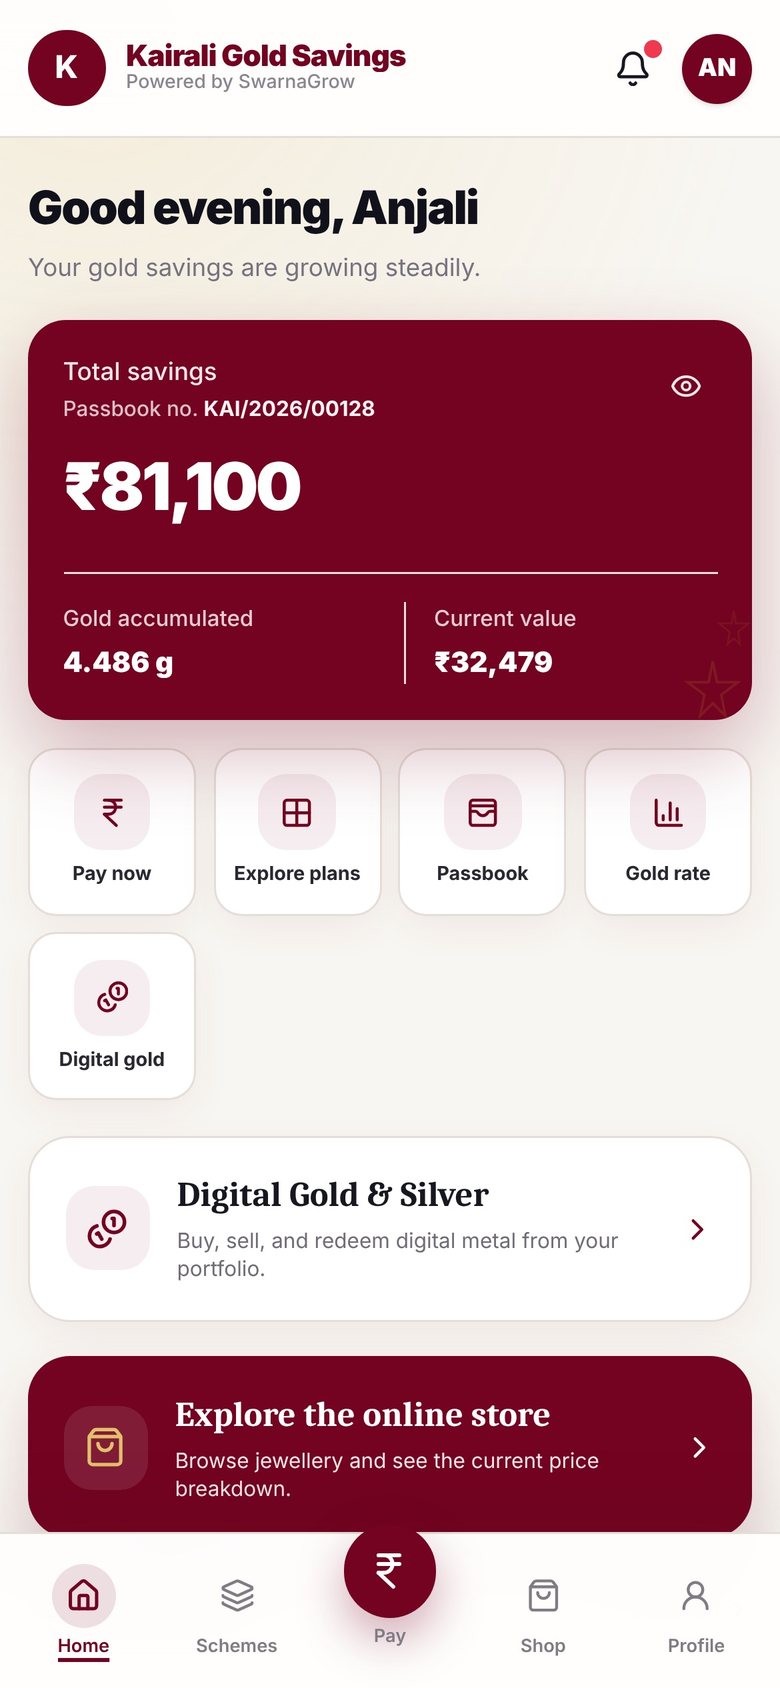 K
Kairali Gold Savings
Powered by SwarnaGrow
AN
Good evening, Anjali
Your gold savings are growing steadily.
Total savings
Passbook no. KAI/2026/00128
₹81,100
Gold accumulated
4.486 g
Current value
₹32,479
₹
Pay now
Explore plans
Passbook
Gold rate
Digital gold
Digital Gold & Silver
Buy, sell, and redeem digital metal from your
portfolio.
Explore the online store
Browse jewellery and see the current price
breakdown.
Home
Schemes
₹
Pay
Shop
Profile